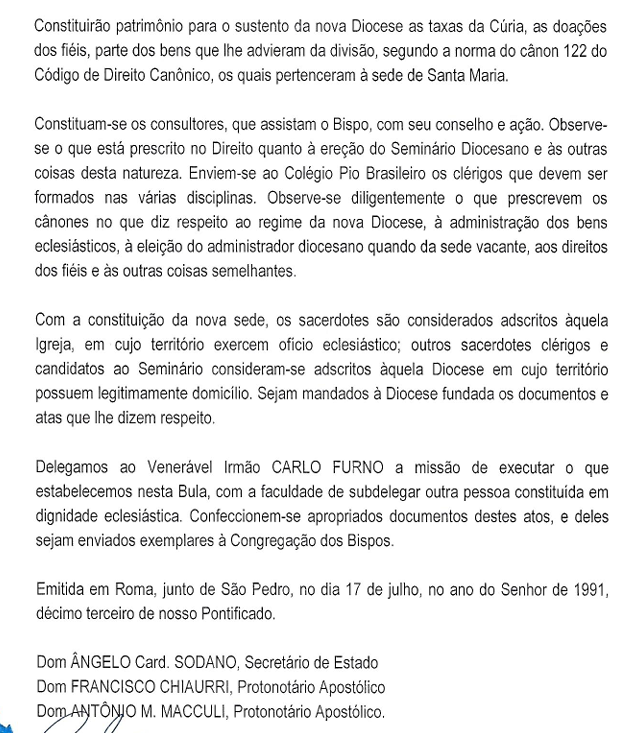 Constituirão patrimônio para o sustento da nova Diocese as taxas da Cúria, as doações
dos fiéis, parte dos bens que lhe advieram da divisão, segundo a norma do cânon 122 do
Código de Direito Canônico, os quais pertenceram à sede de Santa Maria.
Constituam-se os consultores, que assistam o Bispo, com seu conselho e ação. Observe-
se o que está prescrito no Direito quanto à ereção do Seminário Diocesano e às outras
coisas desta natureza. Enviem-se ao Colégio Pio Brasileiro os clérigos que devem ser
formados nas várias disciplinas. Observe-se diligentemente o que prescrevem os
cânones no que diz respeito ao regime da nova Diocese, à administração dos bens
eclesiásticos, à eleição do administrador diocesano quando da sede vacante, aos direitos
dos fiéis e às outras coisas semelhantes.
Com a constituição da nova sede, os sacerdotes são considerados adscritos àquela
Igreja, em cujo território exercem ofício eclesiástico; outros sacerdotes clérigos e
candidatos ao Seminário consideram-se adscritos àquela Diocese em cujo território
possuem legitimamente domicílio. Sejam mandados à Diocese fundada os documentos e
atas que lhe dizem respeito.
Delegamos ao Venerável Irmão CARLO FURNO a missão de executar o que
estabelecemos nesta Bula, com a faculdade de subdelegar outra pessoa constituída em
dignidade eclesiástica. Confeccionem-se apropriados documentos destes atos, e deles
sejam enviados exemplares à Congregação dos Bispos.
Emitida em Roma, junto de São Pedro, no dia 17 de julho, no ano do Senhor de 1991,
décimo terceiro de nosso Pontificado.
Dom ÂNGELO Card. SODANO, Secretário de Estado
Dom FRANCISCO CHIAURRI, Protonotário Apostólico
Dom ANTÔNIO M. MACCULI, Protonotário Apostólico.